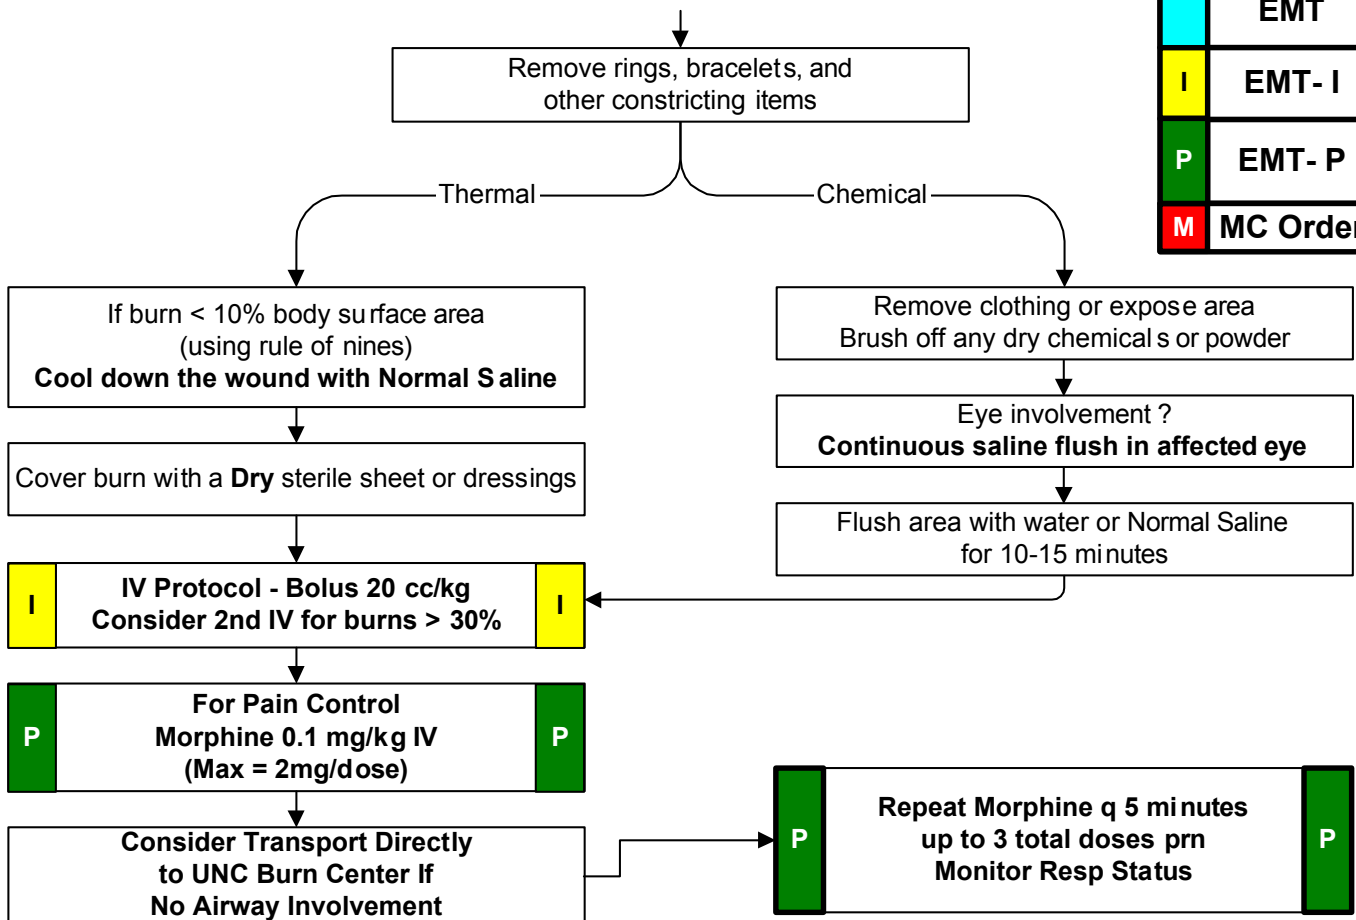 EMT
I
EMT- I
P
EMT- P
M
MC Order
Remove rings, bracelets, and
other constricting items
Thermal
Chemical
If burn < 10% body surface area
(using rule of nines)
Cool down the wound with Normal Saline
Cover burn with a Dry sterile sheet or dressings
Remove clothing or expose area
Brush off any dry chemicals or powder
Eye involvement ?
Continuous saline flush in affected eye
Flush area with water or Normal Saline
for 10-15 minutes
I
IV Protocol - Bolus 20 cc/kg
Consider 2nd IV for burns > 30%
I
P
For Pain Control
Morphine 0.1 mg/kg IV
(Max = 2mg/dose)
P
Consider Transport Directly
to UNC Burn Center If
No Airway Involvement
P
Repeat Morphine q 5 minutes
up to 3 total doses prn
Monitor Resp Status
P